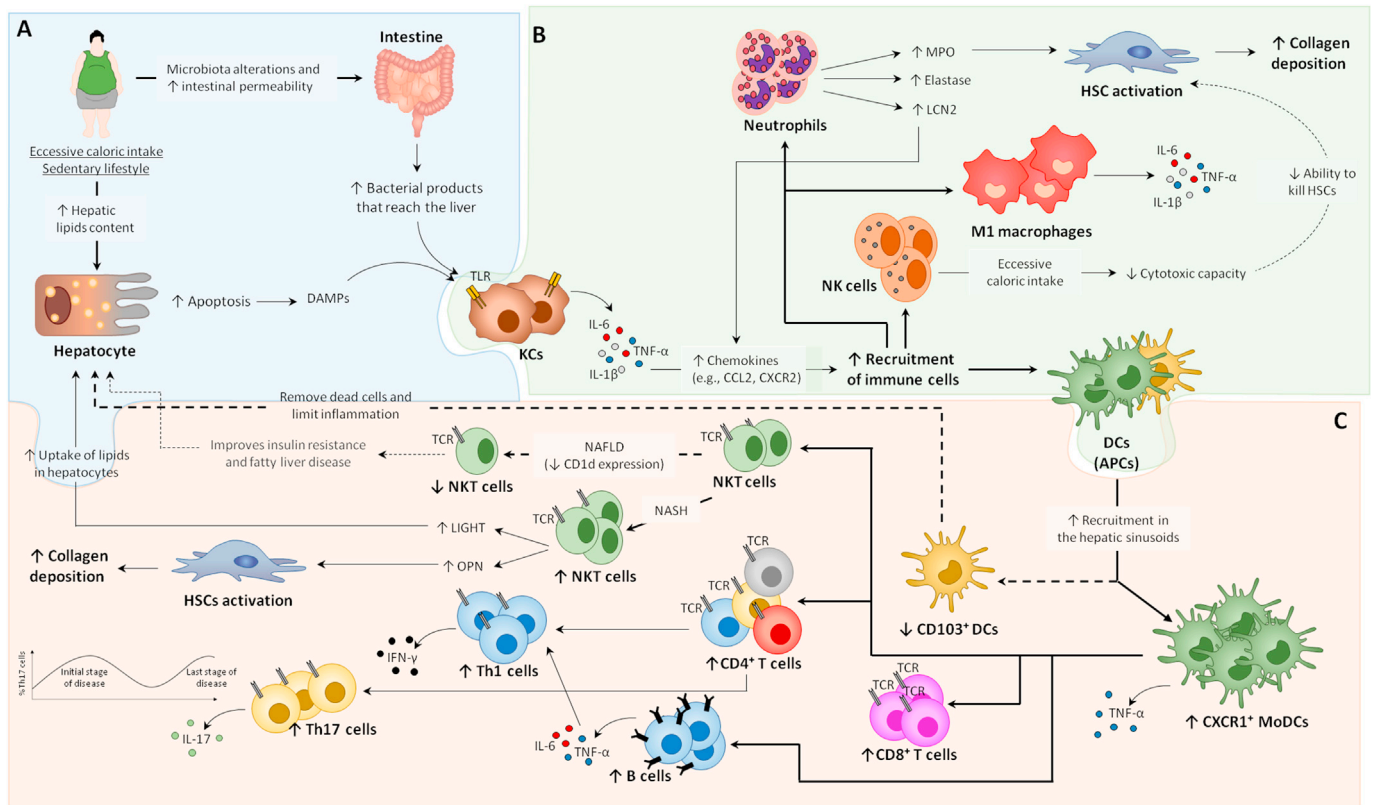 A
Intestine
Microbiota alterations and
↑ intestinal permeability
Eccessive caloric intake
Sedentary lifestyle
↑ Hepatic
lipids content
↑ Bacterial products
that reach the liver
Hepatocyte
↑ Apoptosis
DAMPs
TLR
KCs
B
Neutrophils
↑ MPO
↑ Elastase
↑ LCN2
HSC activation
↑ Collagen
deposition
M1 macrophages
IL-6
TNF-α
IL-1β
↓ Ability to
kill HSCs
NK cells
Eccessive
caloric intake
↓ Cytotoxic capacity
IL-6
TNF-α
IL-1β
↑ Chemokines
(e.g., CCL2, CXCR2)
↑ Recruitment
of immune cells
DCs
(APCs)
C
Remove dead cells and
limit inflammation
Improves insulin resistance
and fatty liver disease
↑ Uptake of lipids
in hepatocytes
TCR
↓ NKT cells
NAFLD
(↓ CD1d expression)
TCR
NKT cells
NASH
TCR
↑ NKT cells
↑ LIGHT
↑ OPN
HSCs activation
↑ Collagen
deposition
↑ Recruitment in
the hepatic sinusoids
↓ CD103⁺ DCs
↑ CXCR1⁺ MoDCs
TNF-α
TCR
TCR
TCR
↑CD4⁺ T cells
TCR
TCR
TCR
↑CD8⁺ T cells
↑ Th1 cells
IFN-γ
↑ Th17 cells
IL-17
%Th17 cells
Initial stage
of disease
Last stage of
disease
IL-6
TNF-α
↑ B cells